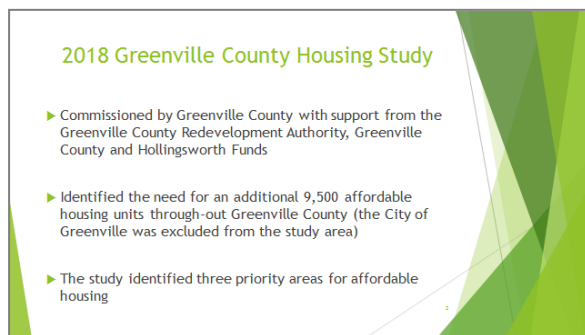 2018 Greenville County Housing Study
Commissioned by Greenville County with support from the
Greenville County Redevelopment Authority, Greenville
County and Hollingsworth Funds
Identified the need for an additional 9,500 affordable
housing units through-out Greenville County (the City of
Greenville was excluded from the study area)
The study identified three priority areas for affordable
housing